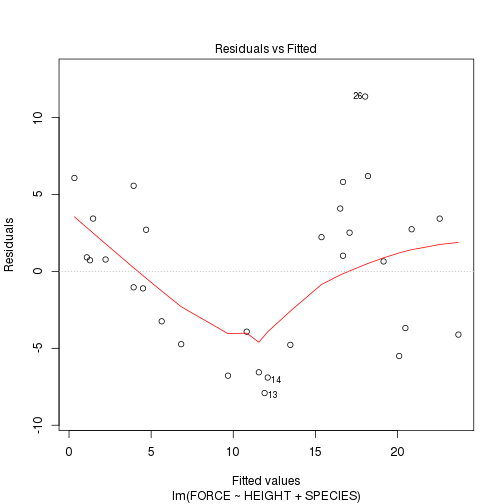 Residuals vs Fitted
10
5
0
-5
-10
Residuals
26
14
13
0 5 10 15 20
Fitted values
lm(FORCE ~ HEIGHT + SPECIES)